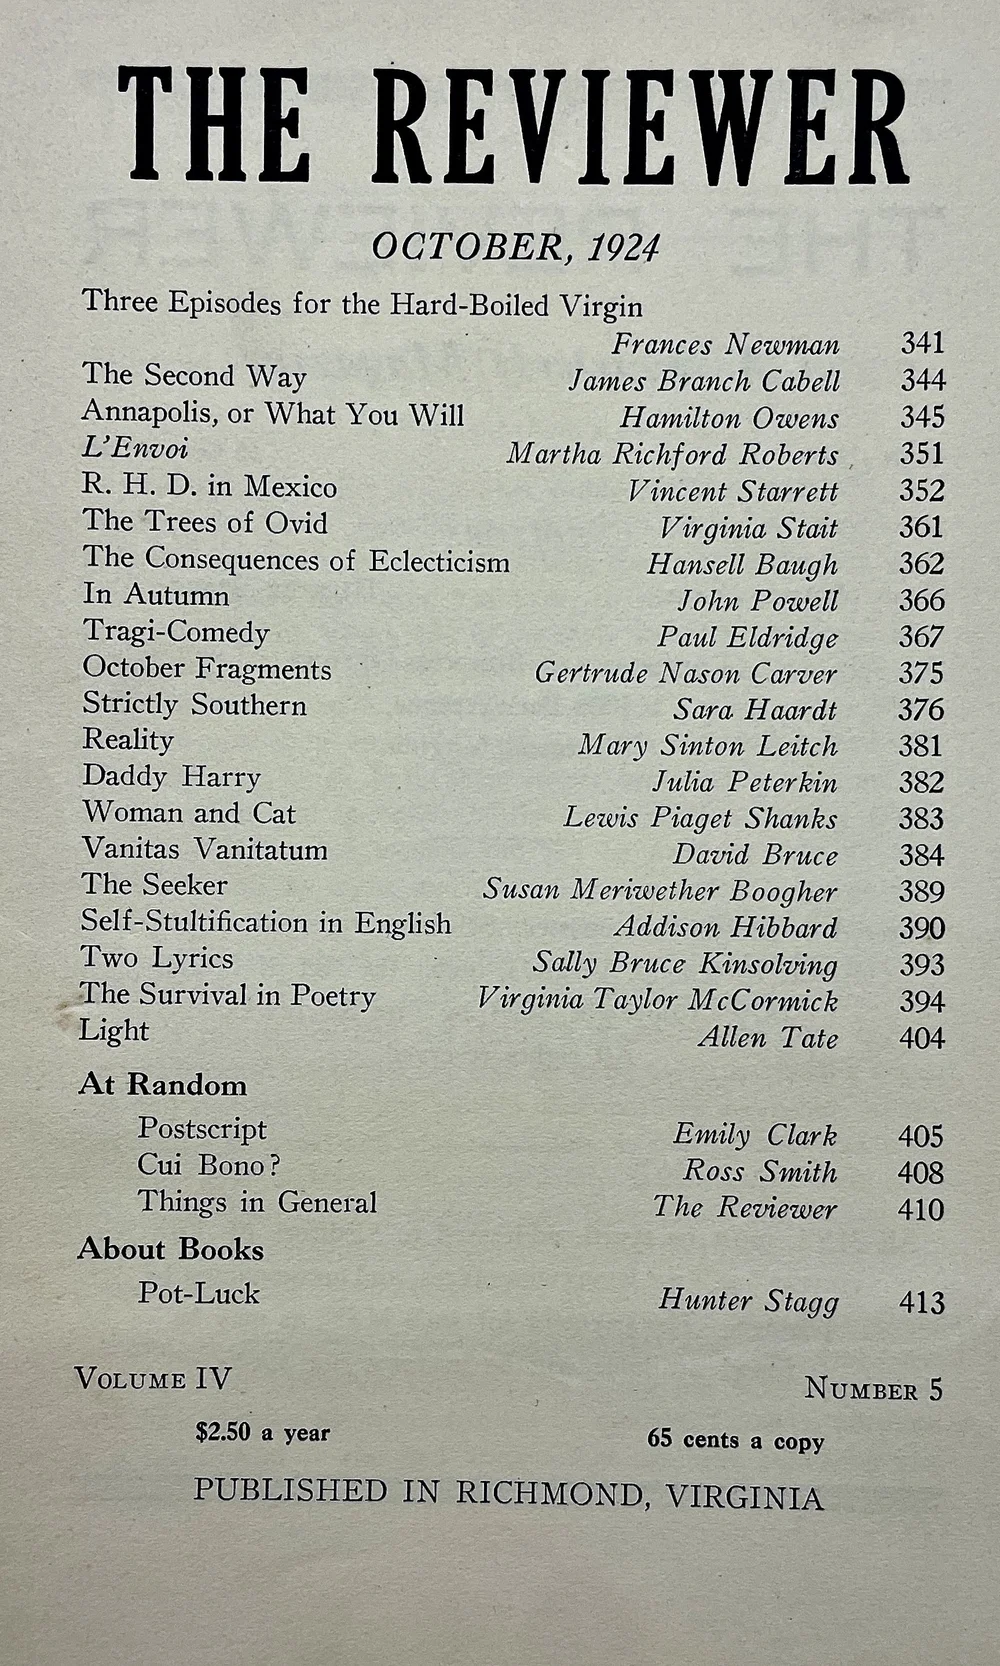 THE REVIEWER
OCTOBER, 1924
Three Episodes for the Hard-Boiled Virgin
Frances Newman 341
The Second Way James Branch Cabell 344
Annapolis, or What You Will Hamilton Owens 345
L'Envoi Martha Richford Roberts 351
R. H. D. in Mexico Vincent Starrett 352
The Trees of Ovid Virginia Stait 361
The Consequences of Eclecticism Hansell Baugh 362
In Autumn John Powell 366
Tragi-Comedy Paul Eldridge 367
October Fragments Gertrude Nason Carver 375
Strictly Southern Sara Haardt 376
Reality Mary Sinton Leitch 381
Daddy Harry Julia Peterkin 382
Woman and Cat Lewis Piaget Shanks 383
Vanitas Vanitatum David Bruce 384
The Seeker Susan Meriwether Boogher 389
Self-Stultification in English Addison Hibbard 390
Two Lyrics Sally Bruce Kinsolving 393
The Survival in Poetry Virginia Taylor McCormick 394
Light Allen Tate 404
At Random
Postscript Emily Clark 405
Cui Bono? Ross Smith 408
Things in General The Reviewer 410
About Books
Pot-Luck Hunter Stagg 413
VOLUME IV NUMBER 5
$2.50 a year 65 cents a copy
PUBLISHED IN RICHMOND, VIRGINIA